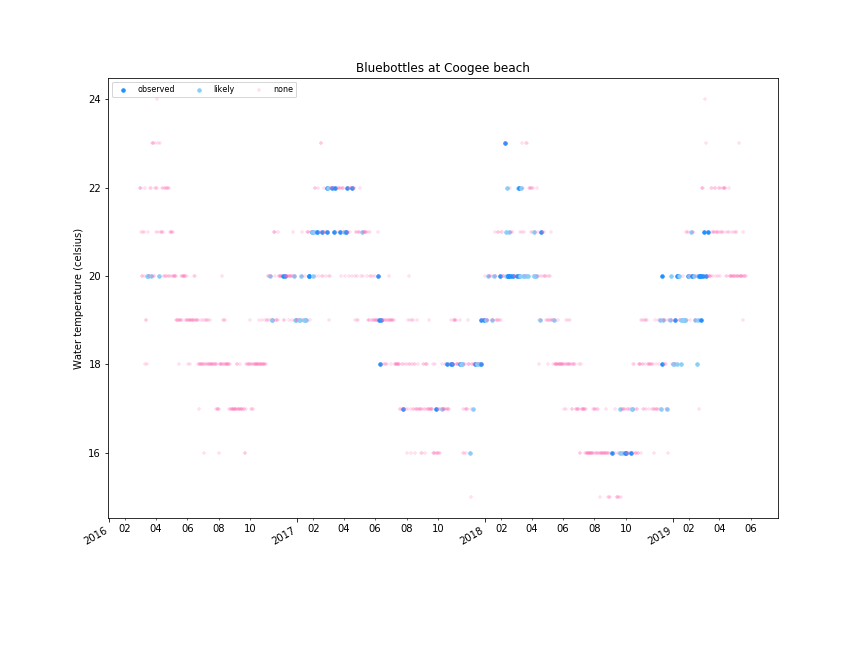 Bluebottles at Coogee beach
observed likely none
Water temperature (celsius)
24
22
20
18
16
2016 02 04 06 08 10 2017 02 04 06 08 10 2018 02 04 06 08 10 2019 02 04 06